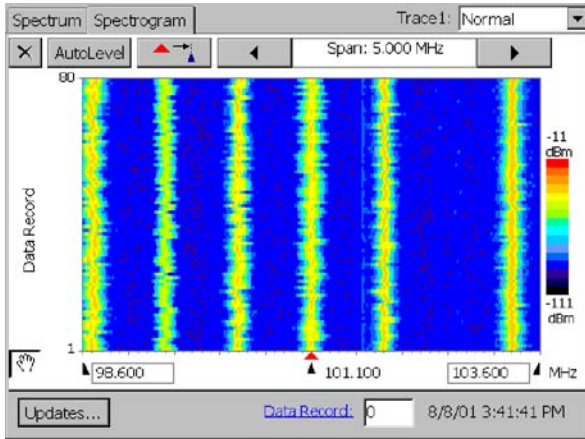 Spectrum Spectrogram Trace1: Normal
AutoLevel Span: 5.000 MHz
80
Data Record
1
-11
dBm
-111
dBm
98.600 101.100 103.600 MHz
Updates... Data Record: 0 8/8/01 3:41:41 PM